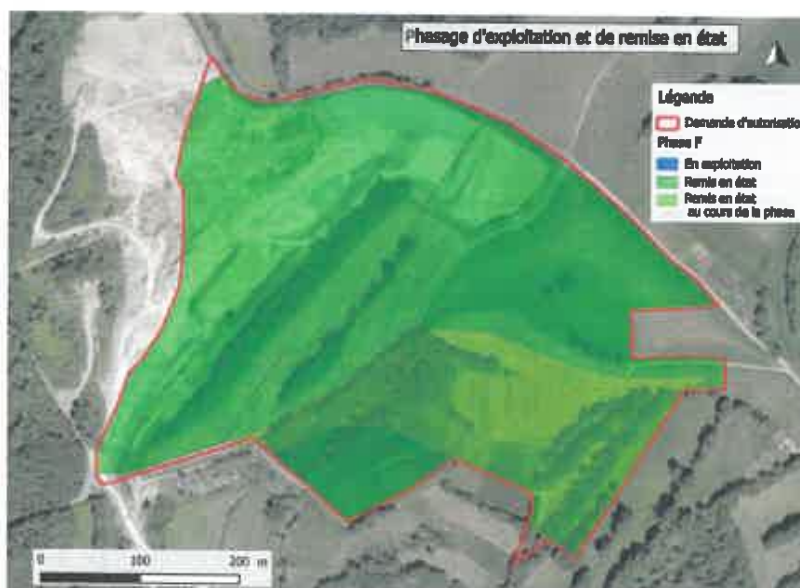 Phasage d'exploitation et de remise en état
Légende
Demande d'autorisation
Phase F
En exploitation
Remis en état
Remis en état
au cours de la phase
0 100 200 m